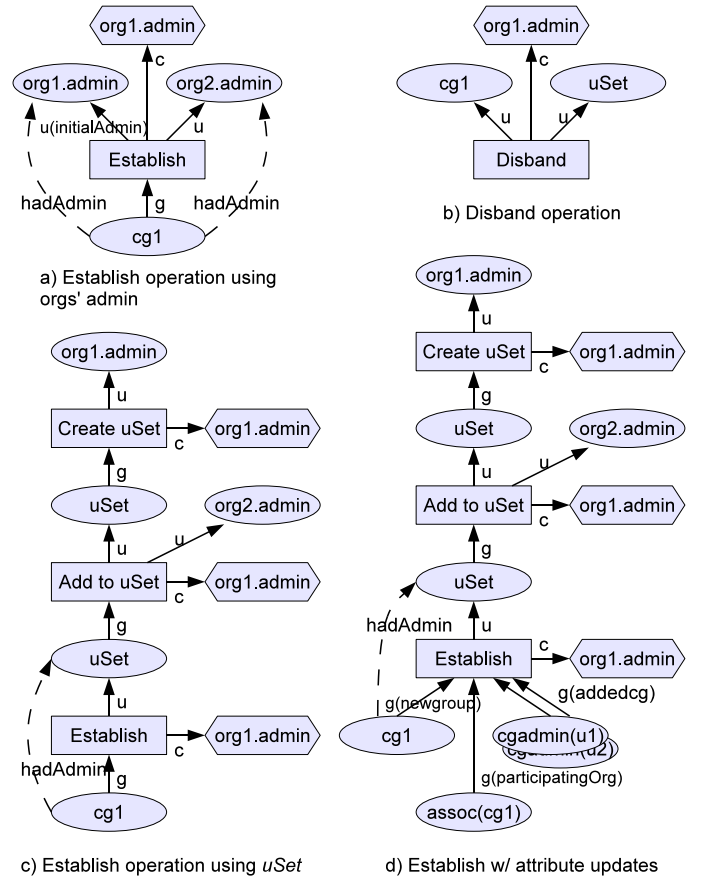 org1.admin
c
org1.admin
org2.admin
u(initialAdmin)
u
Establish
hadAdmin
hadAdmin
g
cg1
a) Establish operation using
orgs' admin
org1.admin
c
cg1
uSet
u
u
Disband
b) Disband operation
org1.admin
u
Create uSet
c
org1.admin
g
uSet
org2.admin
u
u
Add to uSet
c
org1.admin
g
uSet
u
Establish
c
org1.admin
hadAdmin
g
cg1
c) Establish operation using uSet
org1.admin
u
Create uSet
c
org1.admin
g
uSet
org2.admin
u
u
Add to uSet
c
org1.admin
g
uSet
hadAdmin
u
c
Establish
org1.admin
g(newgroup)
g(addedcg)
cg1
cgadmin(u1)
cgadmin(u2)
g(participatingOrg)
assoc(cg1)
d) Establish w/ attribute updates